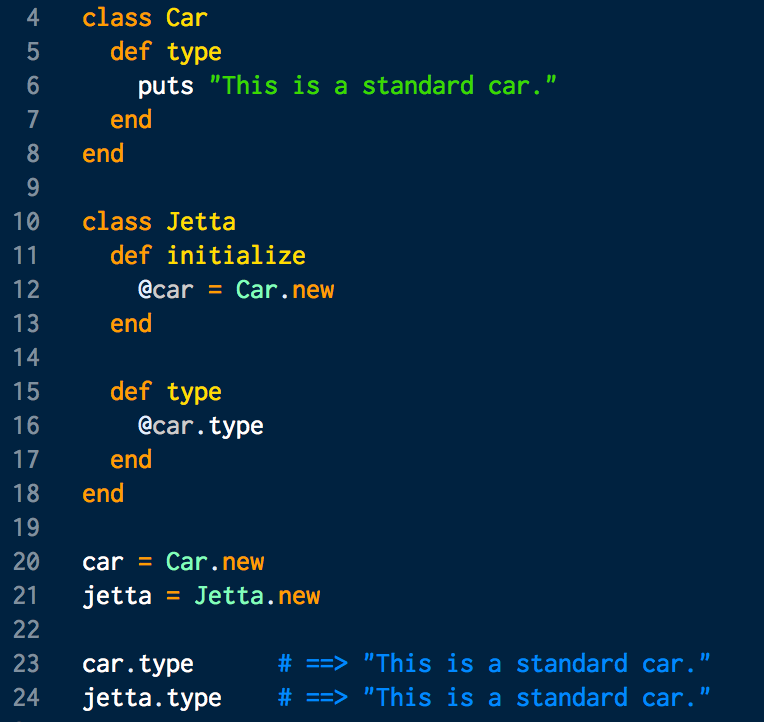 4 class Car
5   def type
6     puts "This is a standard car."
7   end
8 end
9
10 class Jetta
11   def initialize
12     @car = Car.new
13   end
14
15   def type
16     @car.type
17   end
18 end
19
20 car = Car.new
21 jetta = Jetta.new
22
23 car.type      # ==> "This is a standard car."
24 jetta.type    # ==> "This is a standard car."